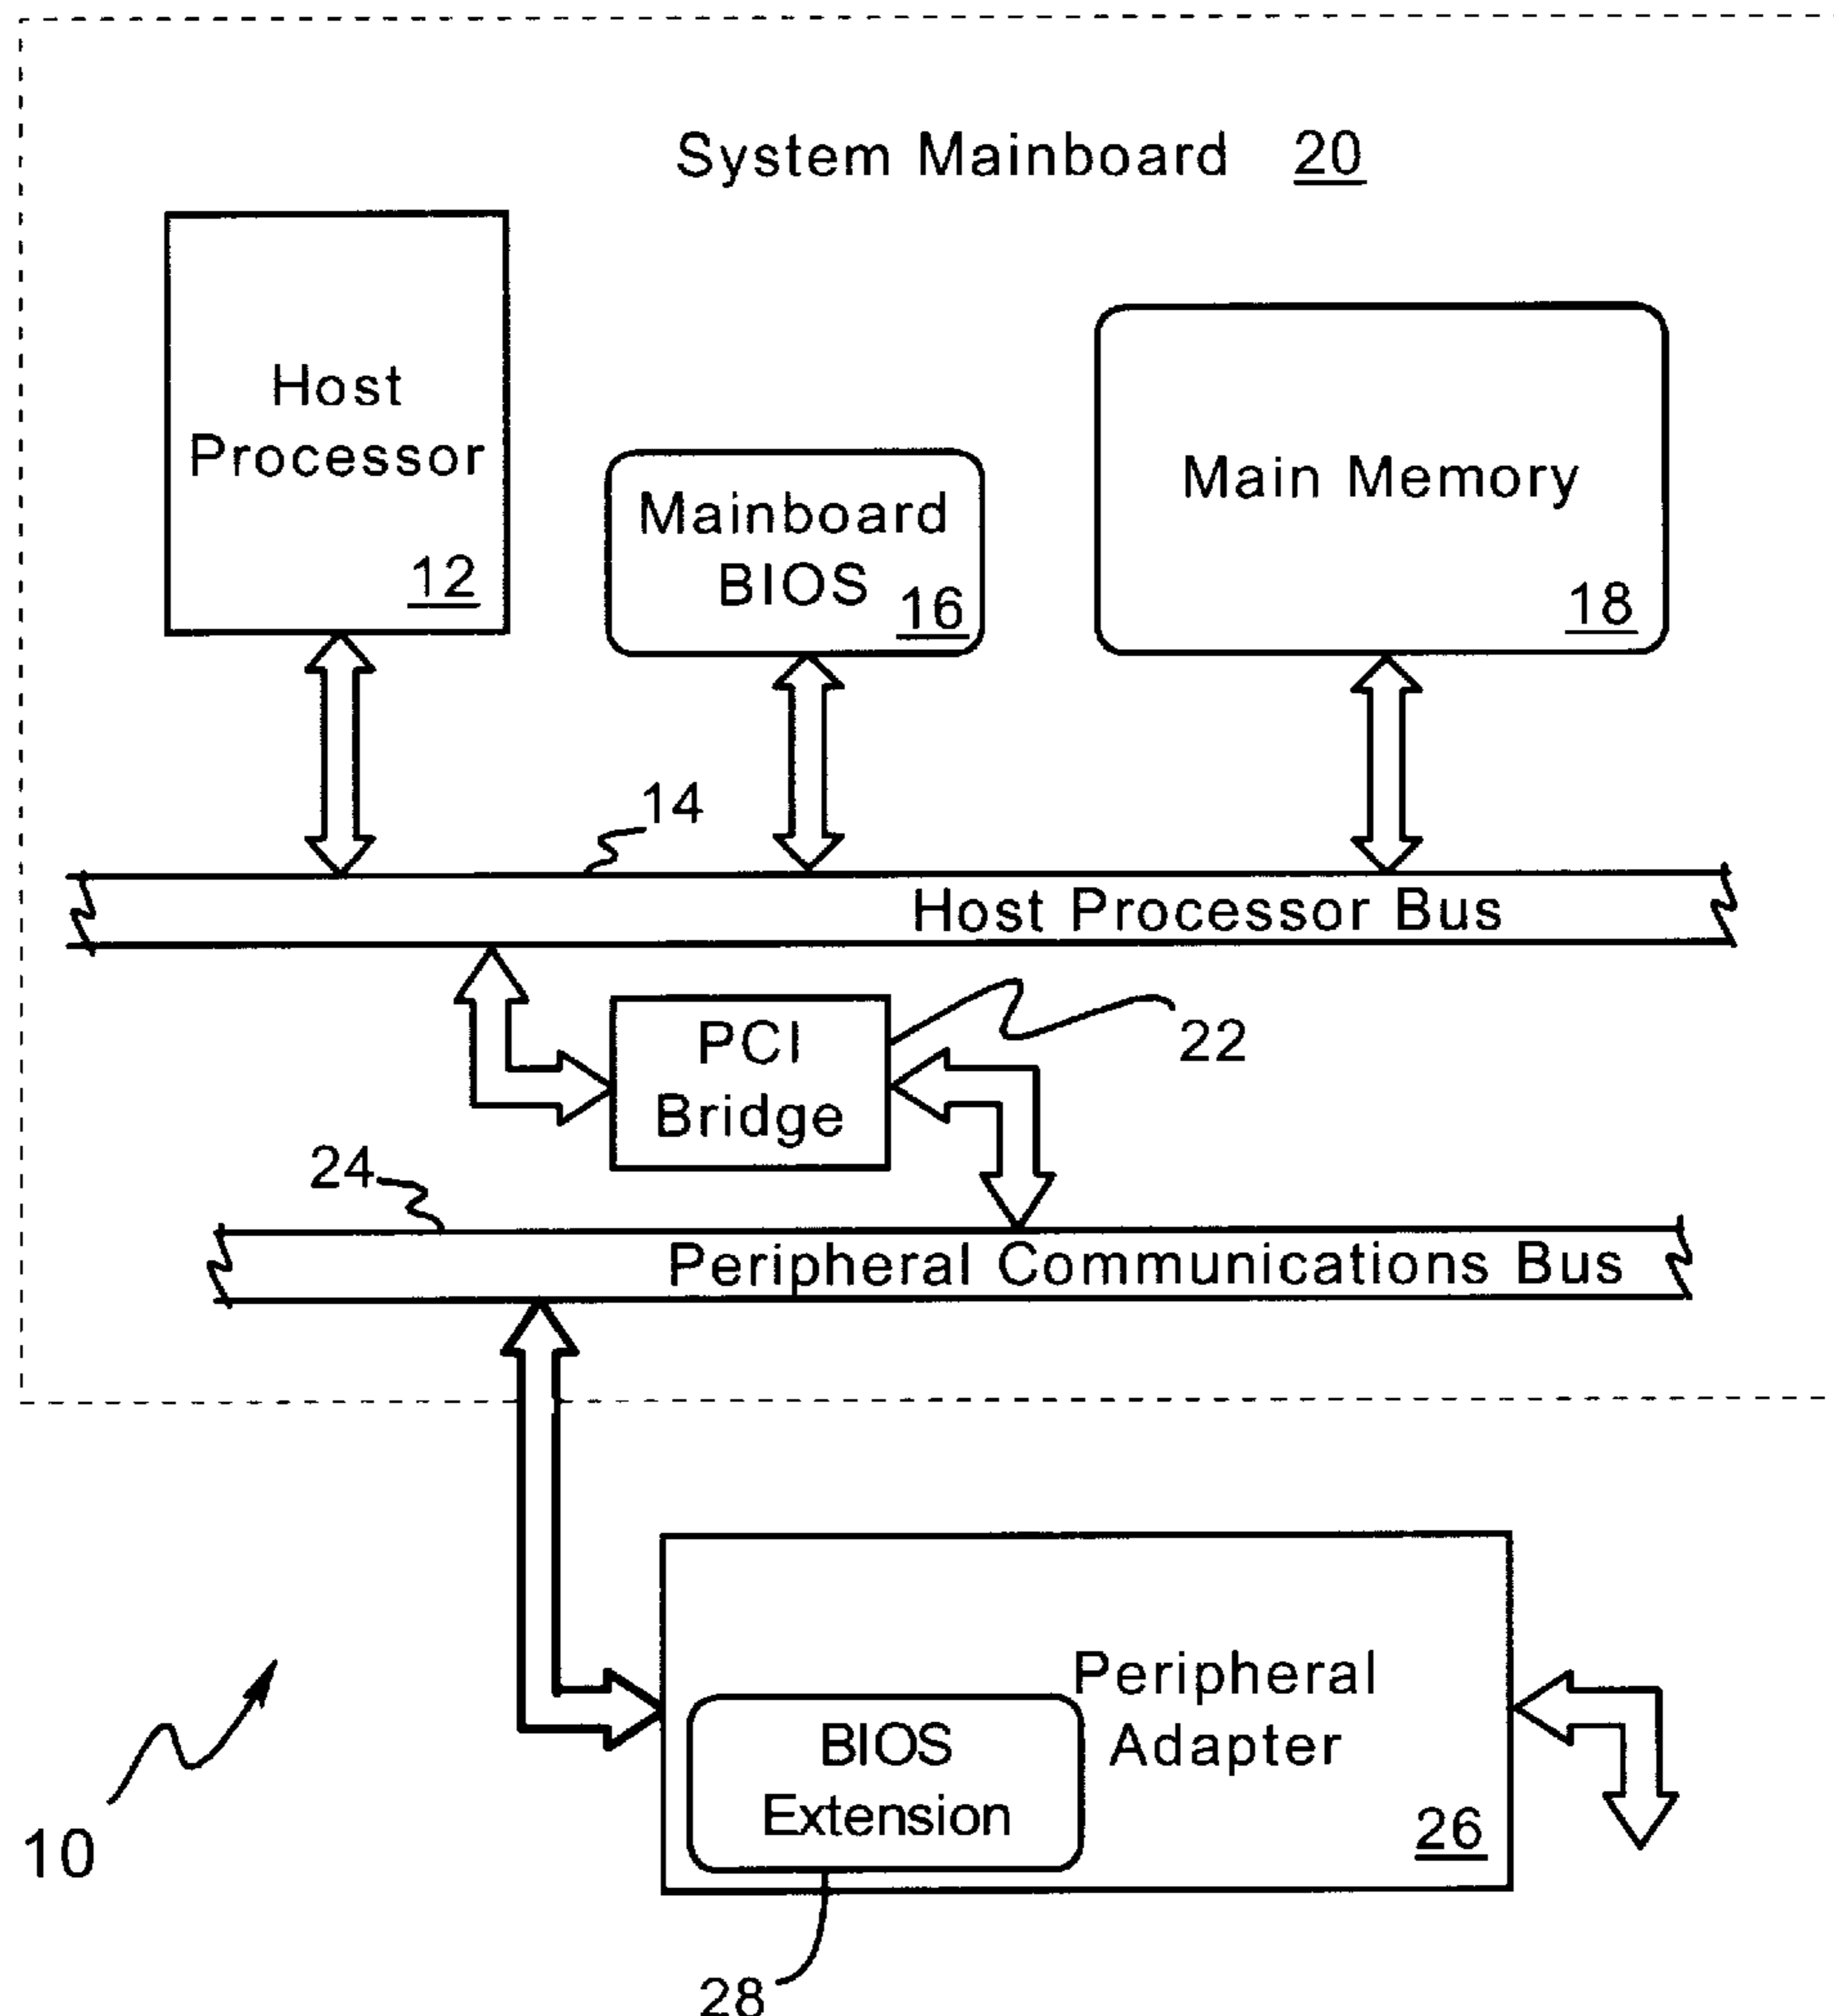 System Mainboard 20
Host
Processor
12
Mainboard
BIOS 16
Main Memory
18
14
Host Processor Bus
PCI
Bridge
22
24
Peripheral Communications Bus
Peripheral
Adapter
26
BIOS
Extension
10
28